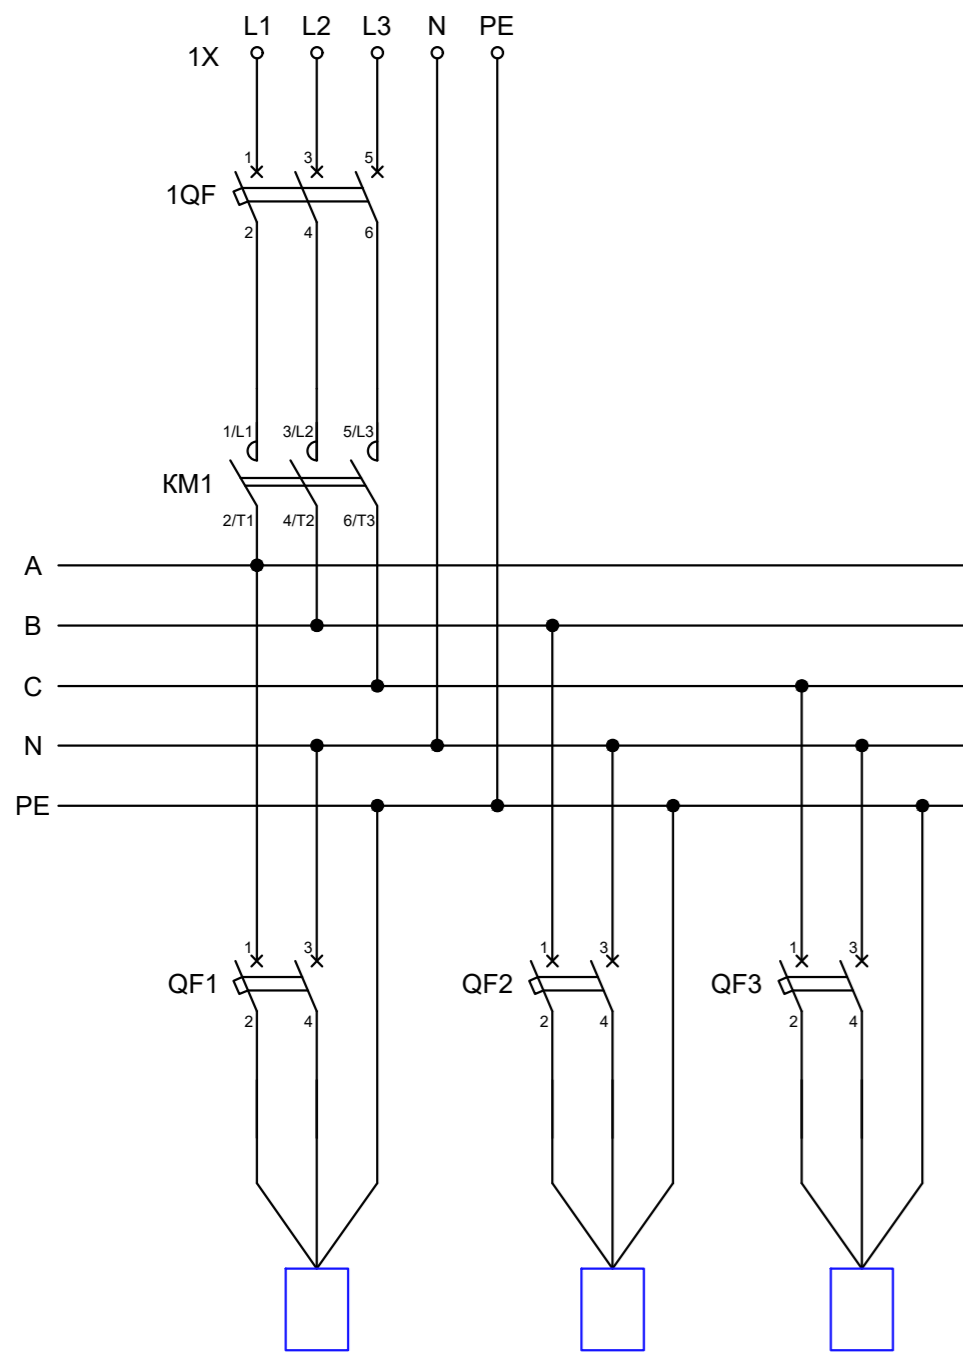 L1 L2 L3 N PE
1X
1 3 5
1QF
2 4 6
1/L1 3/L2 5/L3
КМ1
2/T1 4/T2 6/T3
A
B
C
N
PE
1 3 1 3 1 3
QF1 QF2 QF3
2 4 2 4 2 4